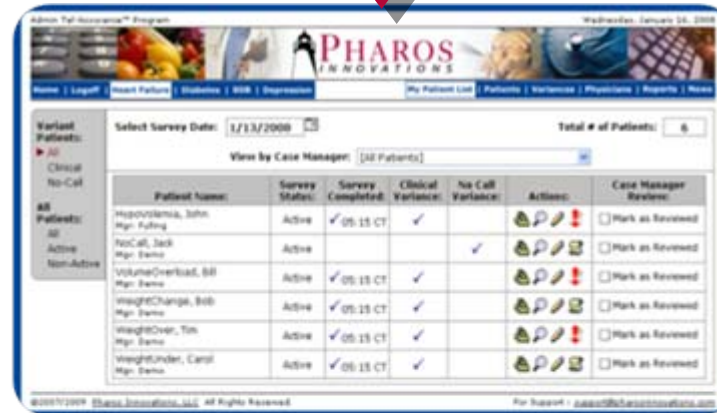 Admin Tel-Assurance™ Program
Wednesday, January 16, 2008
PHAROS
INNOVATIONS
Home | Logoff | Heart Failure | Diabetes | | Depression
My Patient List | Patients | Variances | Physicians | Reports | News
Variant Patients:
All
Clinical
No-Call
All Patients:
All
Active
Non-Active
Select Survey Date: 1/13/2008
Total # of Patients: 6
View by Case Manager: [All Patients]
Patient Name: Survey Status: Survey Completed: Clinical Variance: No Call Variance: Actions: Case Manager Review:
Hypovolemia, John Active ✓ 05:15 CT ✓ Mark as Reviewed
Mgr:
NoCall, Jack Active ✓ Mark as Reviewed
Mgr: Demo
VolumeOverload, Bill Active ✓ 05:15 CT ✓ Mark as Reviewed
Mgr: Demo
WeightChange, Bob Active ✓ 05:15 CT ✓ Mark as Reviewed
Mgr: Demo
WeightOver, Tim Active ✓ 05:15 CT ✓ Mark as Reviewed
Mgr: Demo
WeightUnder, Carol Active ✓ 05:15 CT ✓ Mark as Reviewed
Mgr: Demo
©2007/2009 Pharos Innovations, LLC All Rights Reserved.
For Support : support@pharosinnovations.com